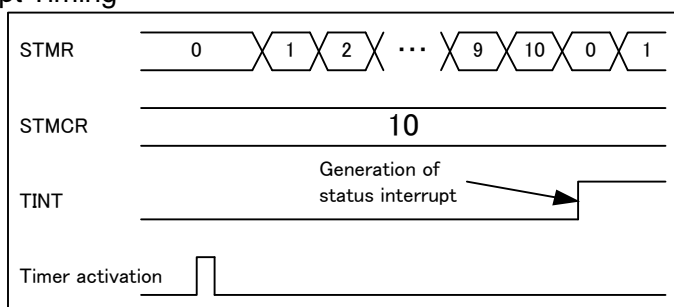 pt Timing
STMR 0 1 2 ··· 9 10 0 1
STMCR 10
Generation of
status interrupt
TINT
Timer activation